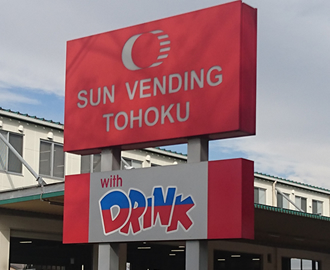 SUN VENDING
TOHOKU
with
DRINK